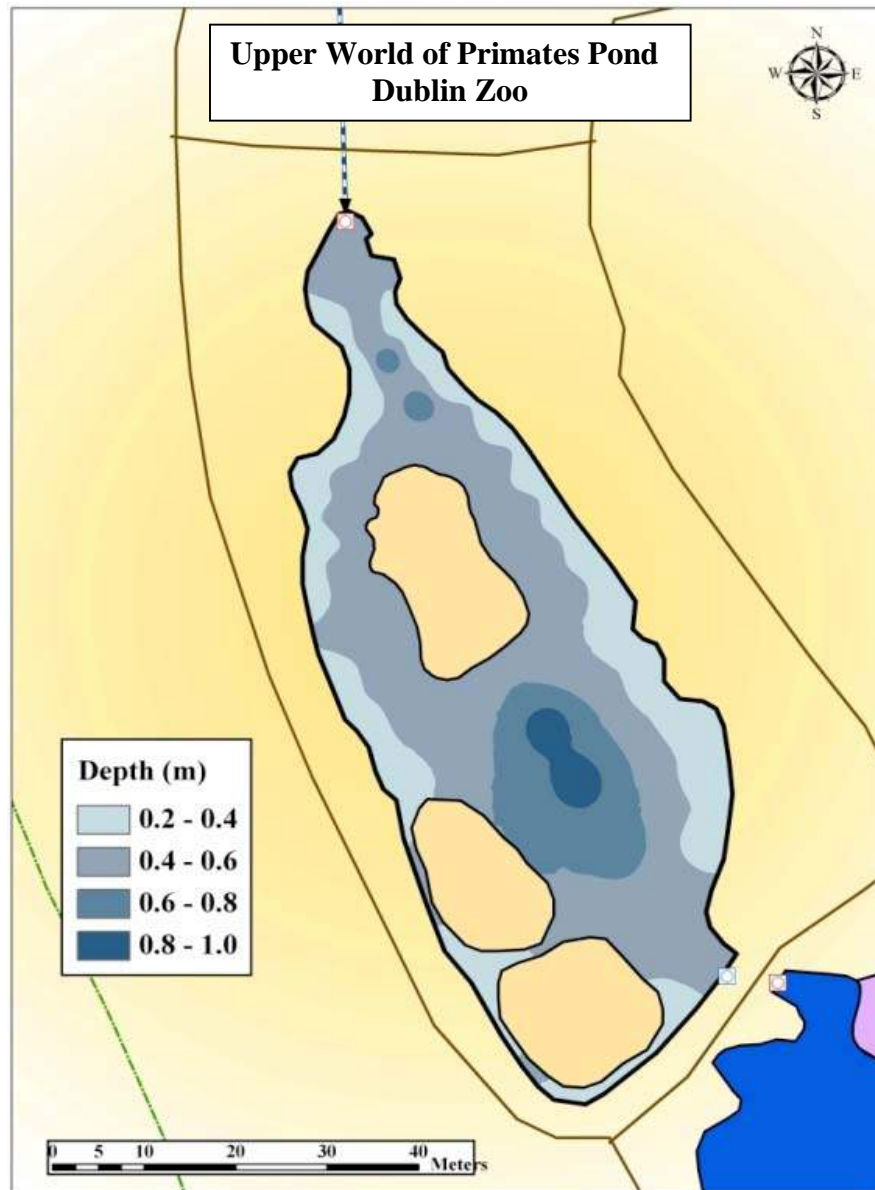 Upper World of Primates Pond
Dublin Zoo
N
W E
S
Depth (m)
0.2 - 0.4
0.4 - 0.6
0.6 - 0.8
0.8 - 1.0
0 5 10 20 30 40
Meters